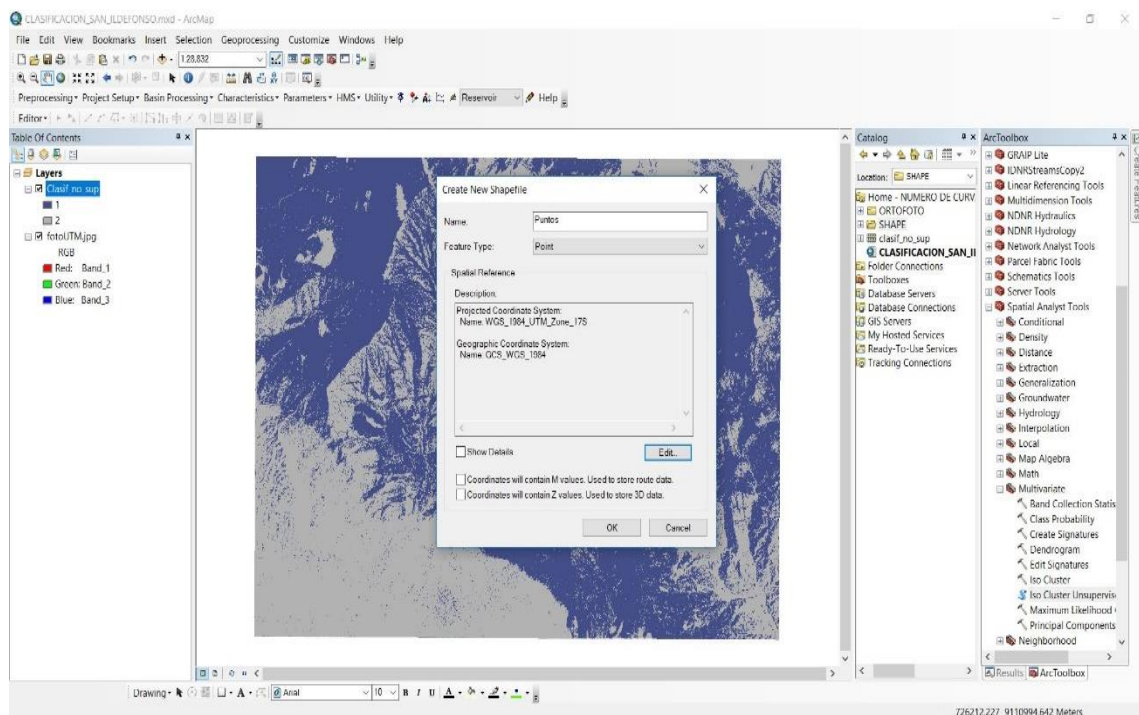 CLASIFICACION_SAN_ILDEFONSO.mxd - ArcMap
File Edit View Bookmarks Insert Selection Geoprocessing Customize Windows Help
1:28,832
Preprocessing Project Setup Basin Processing Characteristics Parameters HMS Utility Reservoir Help
Editor
Table Of Contents
Layers
Clasif no sup
1
2
fotoUTM.jpg
RGB
Red: Band_1
Green: Band_2
Blue: Band_3
Create New Shapefile
Name: Puntos
Feature Type: Point
Spatial Reference
Description:
Projected Coordinate System:
Name: WGS_1984_UTM_Zone_17S
Geographic Coordinate System:
Name: GCS_WGS_1984
Show Details
Edit...
Coordinates will contain M values. Used to store route data.
Coordinates will contain Z values. Used to store 3D data.
OK Cancel
Catalog
Location: SHAPE
Home - NUMERO DE CURV
ORTOFOTO
SHAPE
clasif_no_sup
CLASIFICACION_SAN_II
Folder Connections
Toolboxes
Database Servers
Database Connections
GIS Servers
My Hosted Services
Ready-To-Use Services
Tracking Connections
ArcToolbox
GRAIP Lite
IDNRStreamsCopy2
Linear Referencing Tools
Multidimension Tools
NDNR Hydraulics
NDNR Hydrology
Network Analyst Tools
Parcel Fabric Tools
Schematics Tools
Server Tools
Spatial Analyst Tools
Conditional
Density
Distance
Extraction
Generalization
Groundwater
Hydrology
Interpolation
Local
Map Algebra
Math
Multivariate
Band Collection Statis
Class Probability
Create Signatures
Dendrogram
Edit Signatures
Iso Cluster
Iso Cluster Unsupervis
Maximum Likelihood
Principal Components
Neighborhood
Results ArcToolbox
Create Features
Drawing Arial 10 B I U A
726212.227 9110994.642 Meters